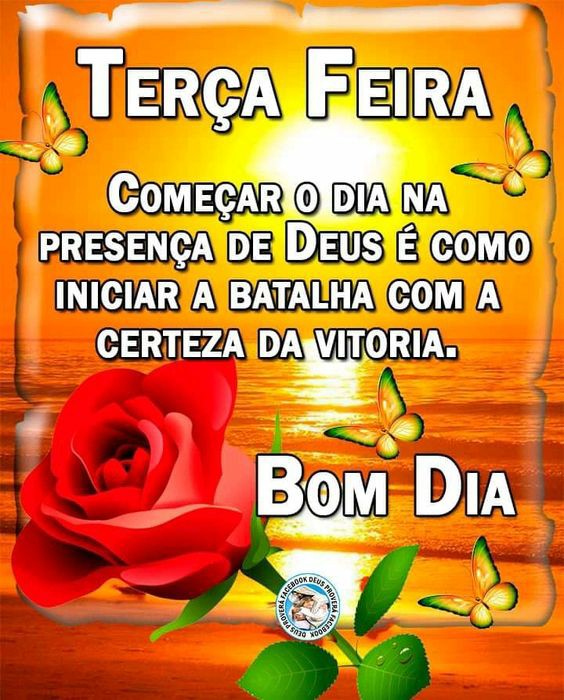 TERÇA FEIRA
COMEÇAR O DIA NA
PRESENÇA DE DEUS É COMO
INICIAR A BATALHA COM A
CERTEZA DA VITORIA.
BOM DIA
FACEBOOK DEUS PROVERÁ FACEBOOK DEUS PROVERÁ